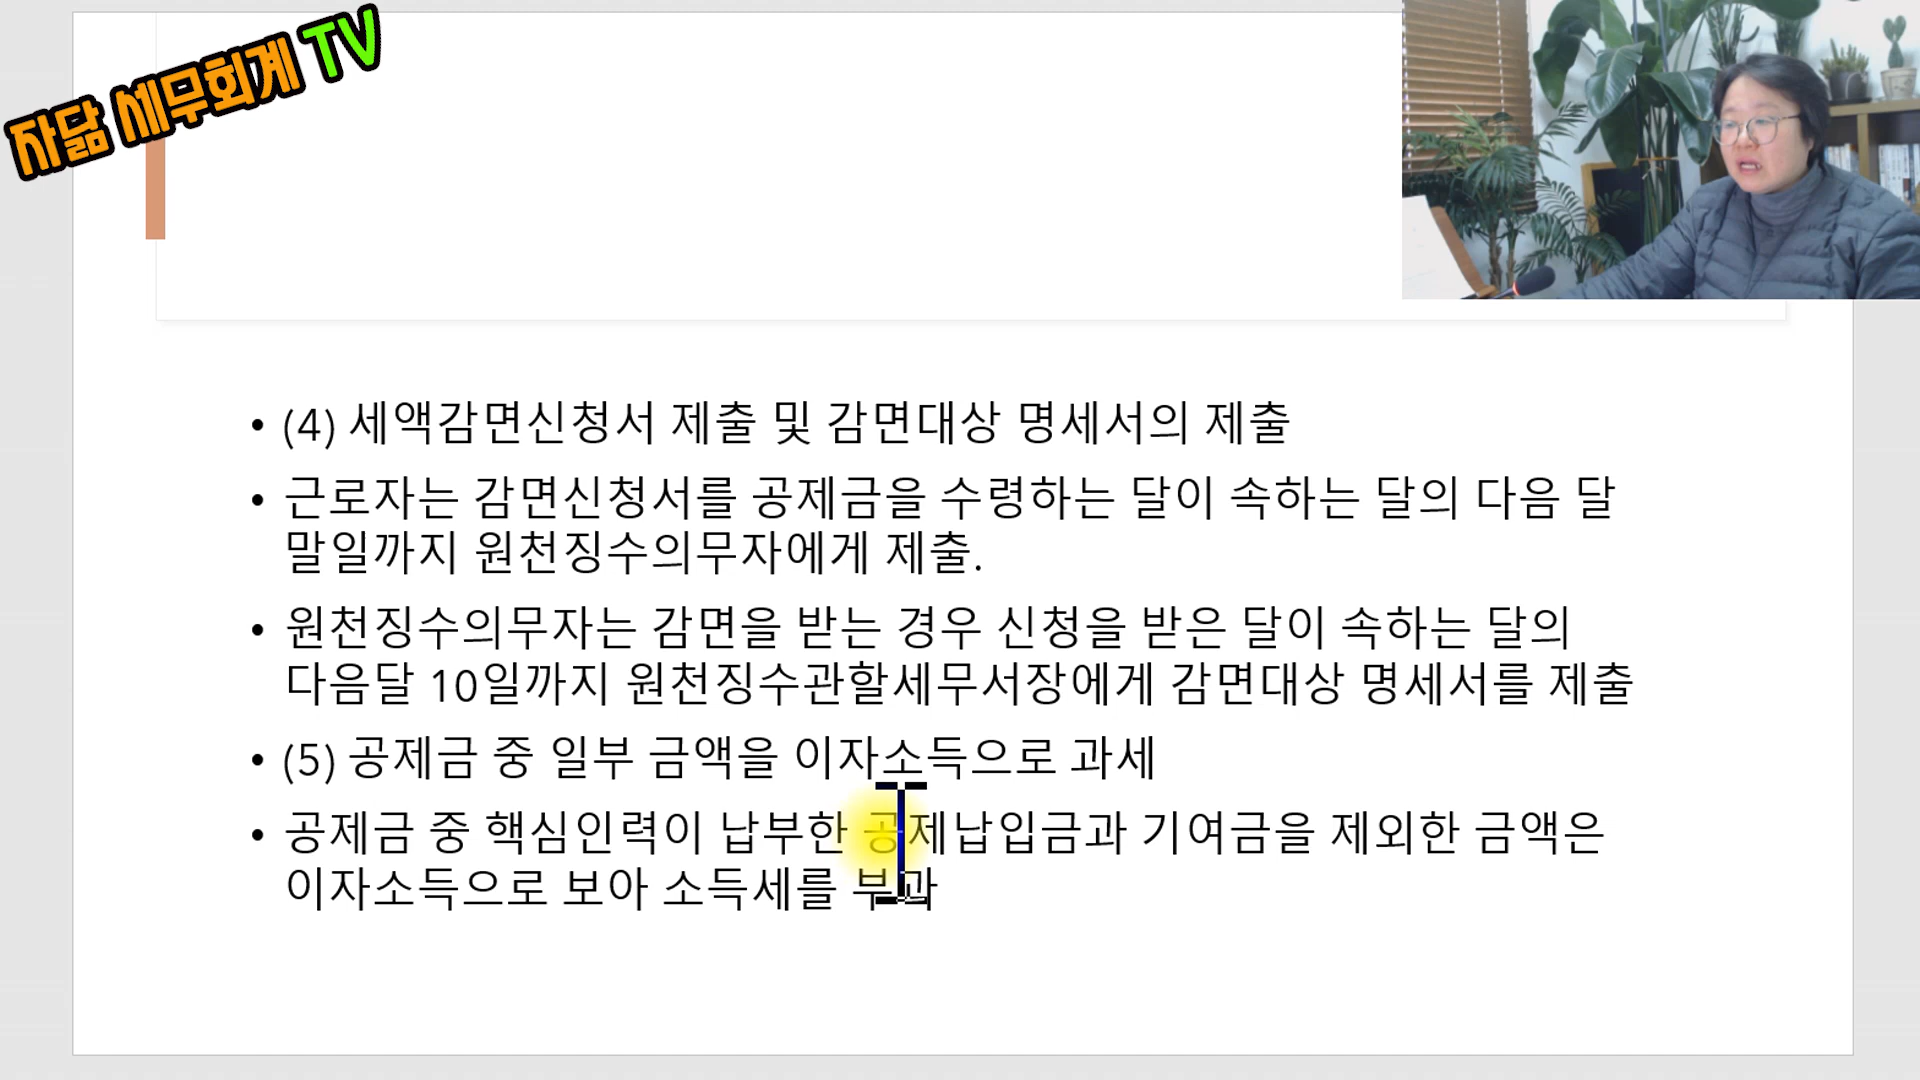 자닮 세무회계 TV
• (4) 세액감면신청서 제출 및 감면대상 명세서의 제출
• 근로자는 감면신청서를 공제금을 수령하는 달이 속하는 달의 다음 달
말일까지 원천징수의무자에게 제출.
• 원천징수의무자는 감면을 받는 경우 신청을 받은 달이 속하는 달의
다음달 10일까지 원천징수관할세무서장에게 감면대상 명세서를 제출
• (5) 공제금 중 일부 금액을 이자소득으로 과세
• 공제금 중 핵심인력이 납부한 공제납입금과 기여금을 제외한 금액은
이자소득으로 보아 소득세를 부과